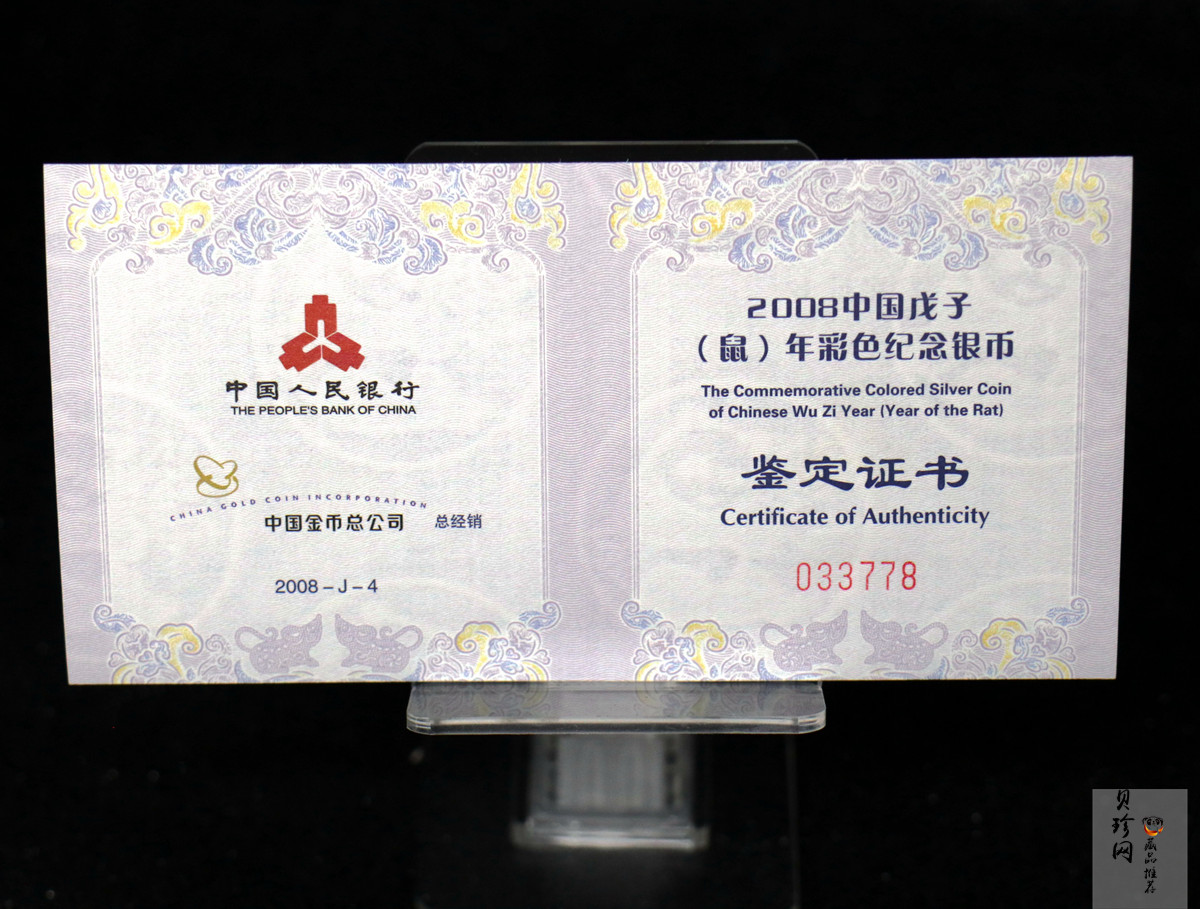 中国人民银行
THE PEOPLE'S BANK OF CHINA
CHINA GOLD COIN INCORPORATION
中国金币总公司 总经销
2008-J-4
2008中国戊子
（鼠）年彩色纪念银币
The Commemorative Colored Silver Coin
of Chinese Wu Zi Year (Year of the Rat)
鉴定证书
Certificate of Authenticity
033778
贝珍网
藏品推荐